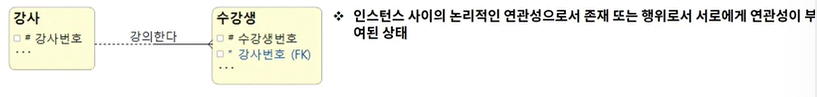 강사
# 강사번호
...
강의한다
수강생
# 수강생번호
* 강사번호 (FK)
...
❖ 인스턴스 사이의 논리적인 연관성으로서 존재 또는 행위로서 서로에게 연관성이 부
여된 상태